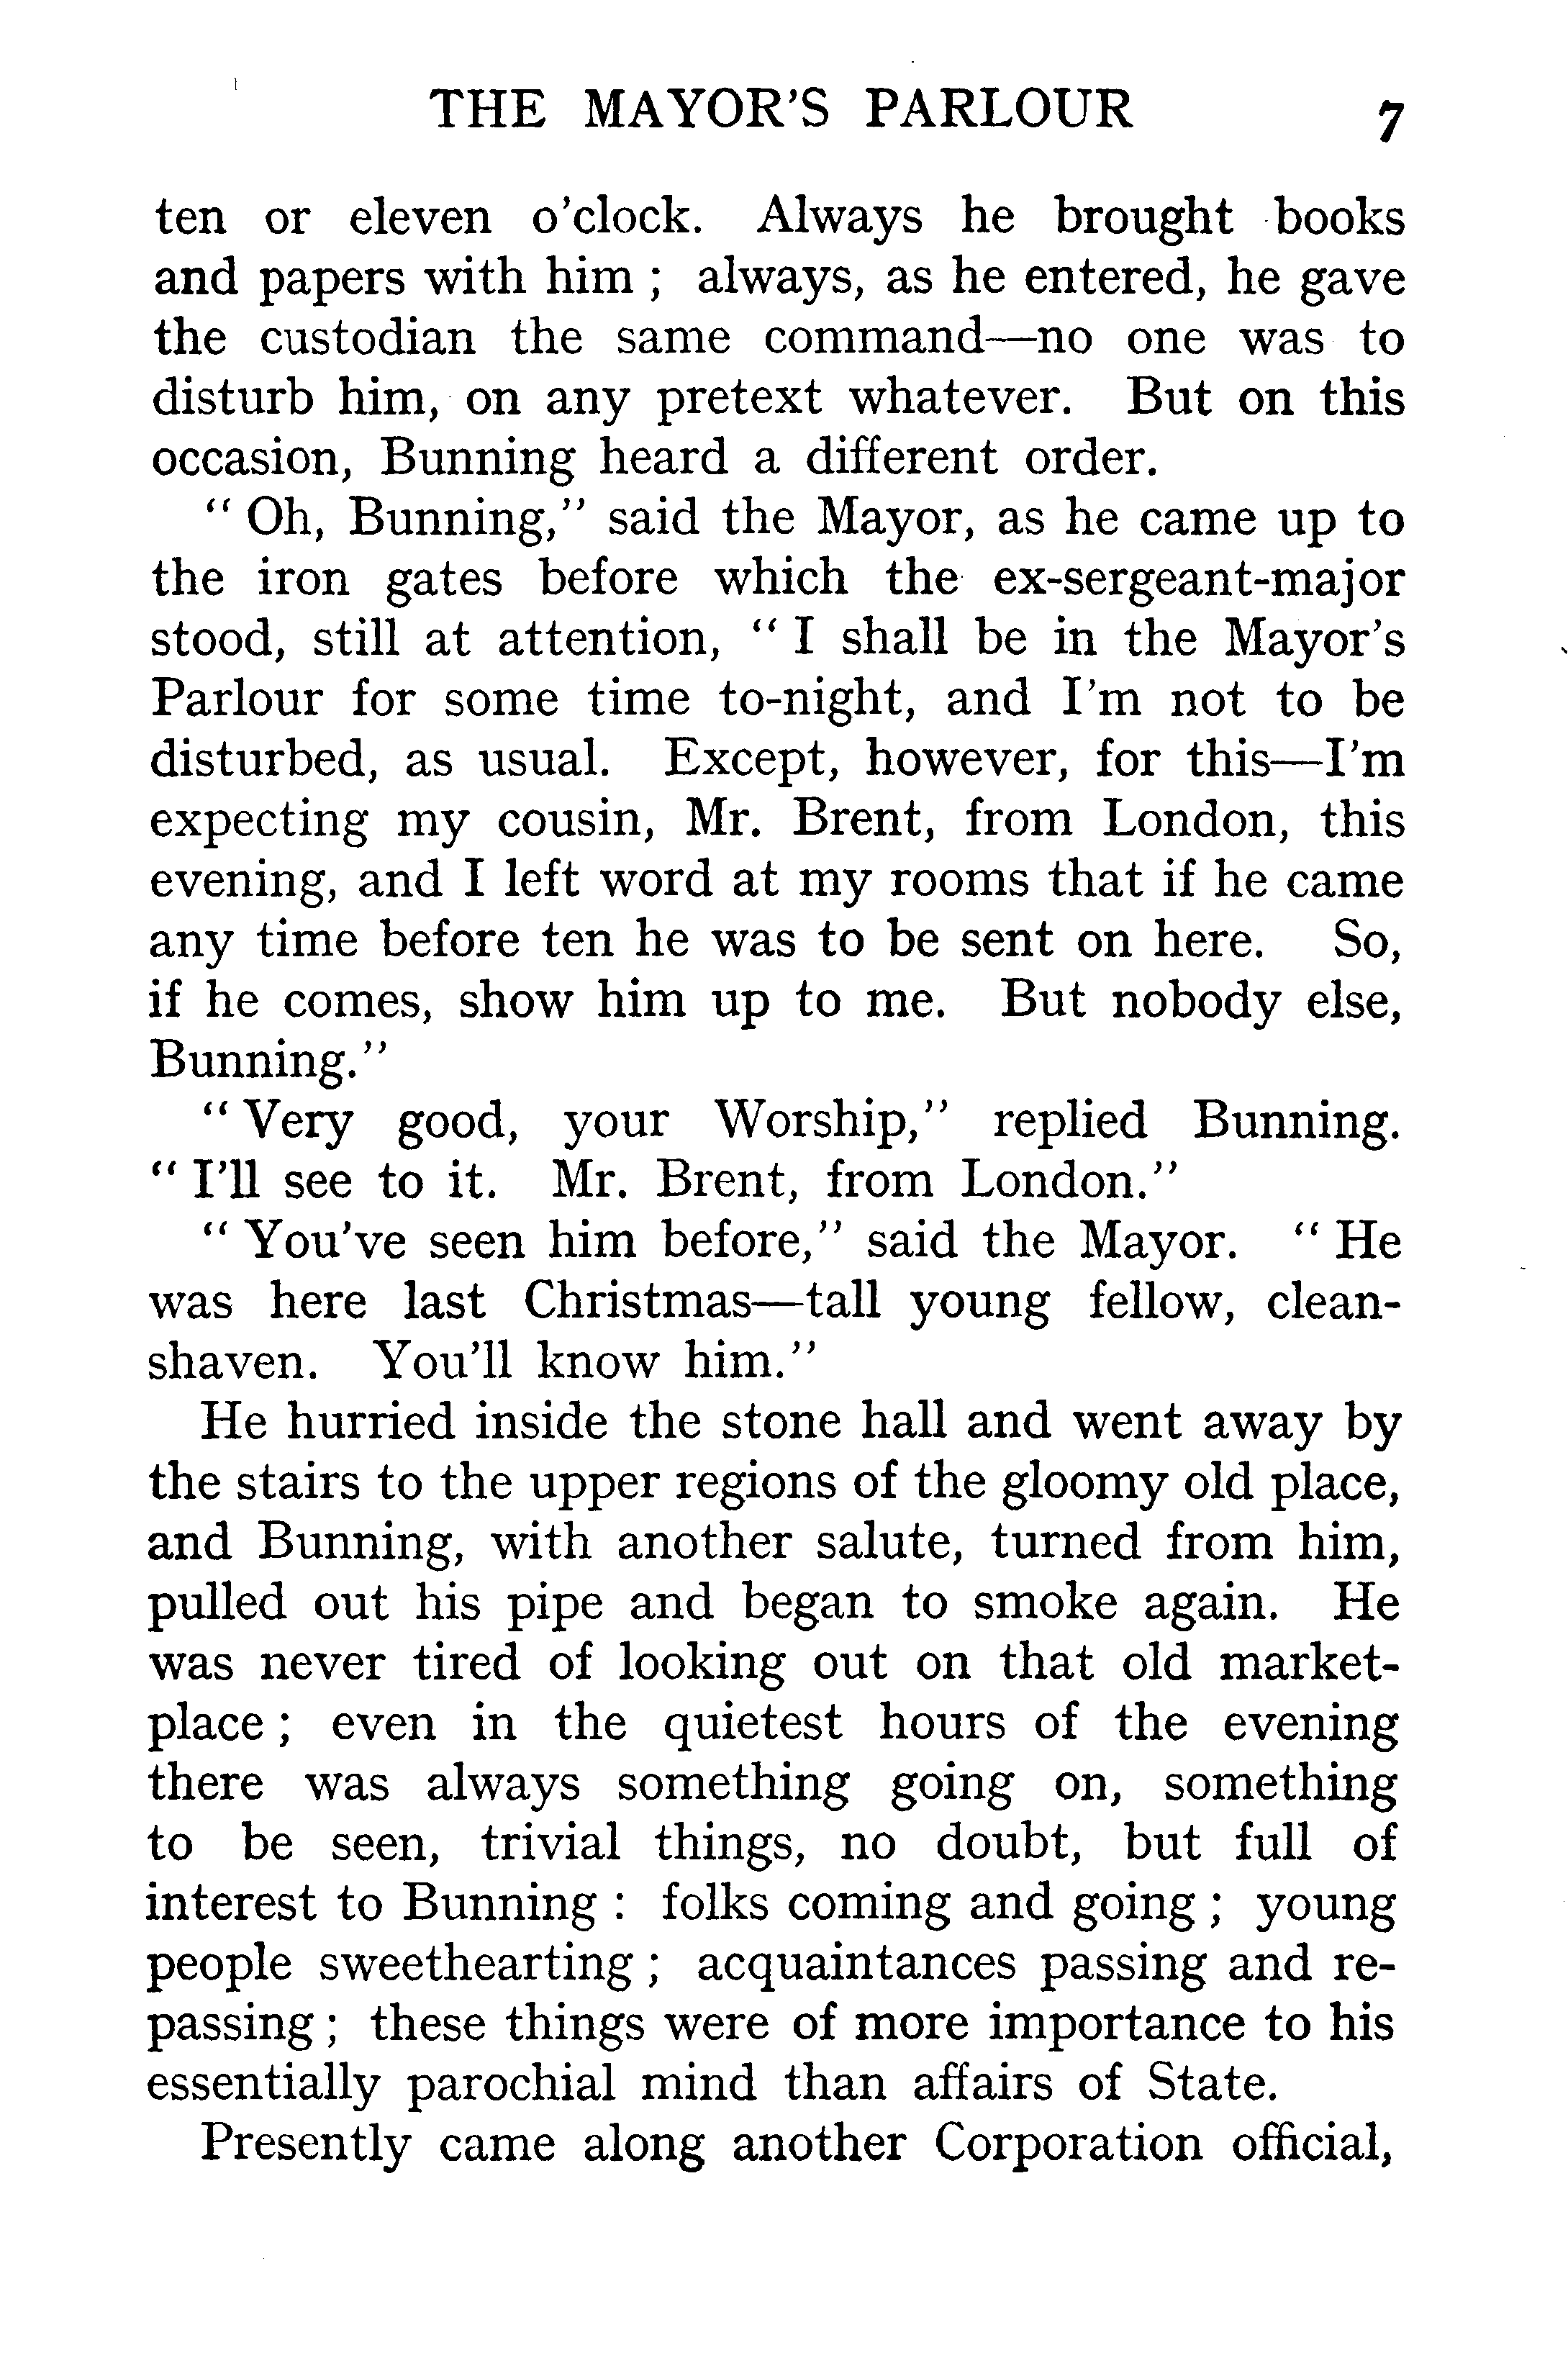 THE MAYOR'S PARLOUR 7
ten or eleven o'clock. Always he brought books
and papers with him ; always, as he entered, he gave
the custodian the same command—no one was to
disturb him, on any pretext whatever. But on this
occasion, Bunning heard a different order.
" Oh, Bunning," said the Mayor, as he came up to
the iron gates before which the ex-sergeant-major
stood, still at attention, " I shall be in the Mayor's
Parlour for some time to-night, and I'm not to be
disturbed, as usual. Except, however, for this—I'm
expecting my cousin, Mr. Brent, from London, this
evening, and I left word at my rooms that if he came
any time before ten he was to be sent on here. So,
if he comes, show him up to me. But nobody else,
Bunning."
" Very good, your Worship," replied Bunning.
" I'll see to it. Mr. Brent, from London."
" You've seen him before," said the Mayor. " He
was here last Christmas—tall young fellow, clean-
shaven. You'll know him."
He hurried inside the stone hall and went away by
the stairs to the upper regions of the gloomy old place,
and Bunning, with another salute, turned from him,
pulled out his pipe and began to smoke again. He
was never tired of looking out on that old market-
place ; even in the quietest hours of the evening
there was always something going on, something
to be seen, trivial things, no doubt, but full of
interest to Bunning : folks coming and going ; young
people sweethearting ; acquaintances passing and re-
passing ; these things were of more importance to his
essentially parochial mind than affairs of State.
Presently came along another Corporation official,